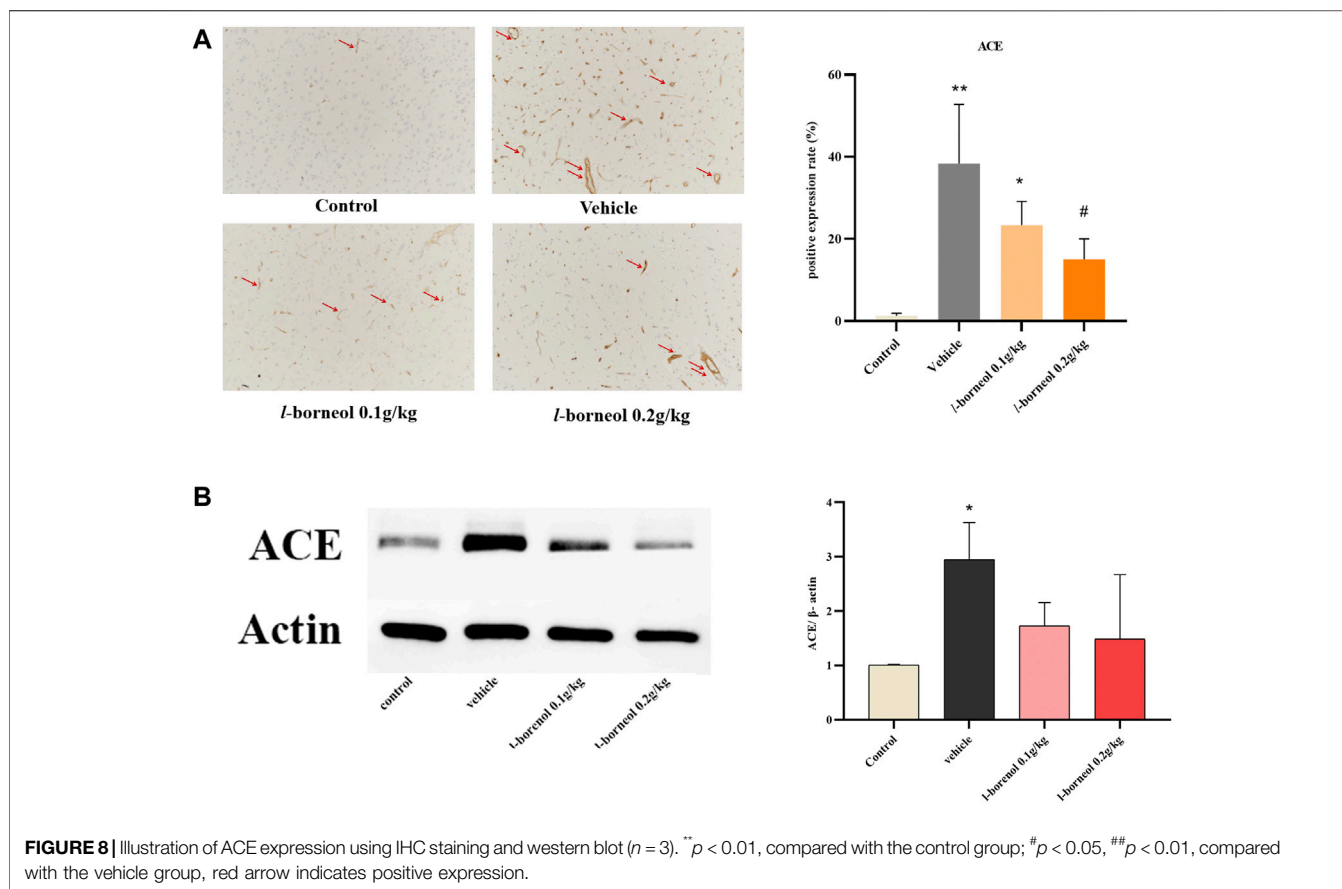 A
Control
Vehicle
l-borneol 0.1g/kg
l-borneol 0.2g/kg
ACE
positive expression rate (%)
60
40
20
0
**
*
#
Control
Vehicle
l-borneol 0.1g/kg
l-borneol 0.2g/kg
B
ACE
Actin
control
vehicle
l-borenol 0.1g/kg
l-borneol 0.2g/kg
ACE/ β- actin
4
3
2
1
0
*
Control
vehicle
l-borenol 0.1g/kg
l-borneol 0.2g/kg
FIGURE 8 | Illustration of ACE expression using IHC staining and western blot (n = 3). **p < 0.01, compared with the control group; #p < 0.05, ##p < 0.01, compared
with the vehicle group, red arrow indicates positive expression.